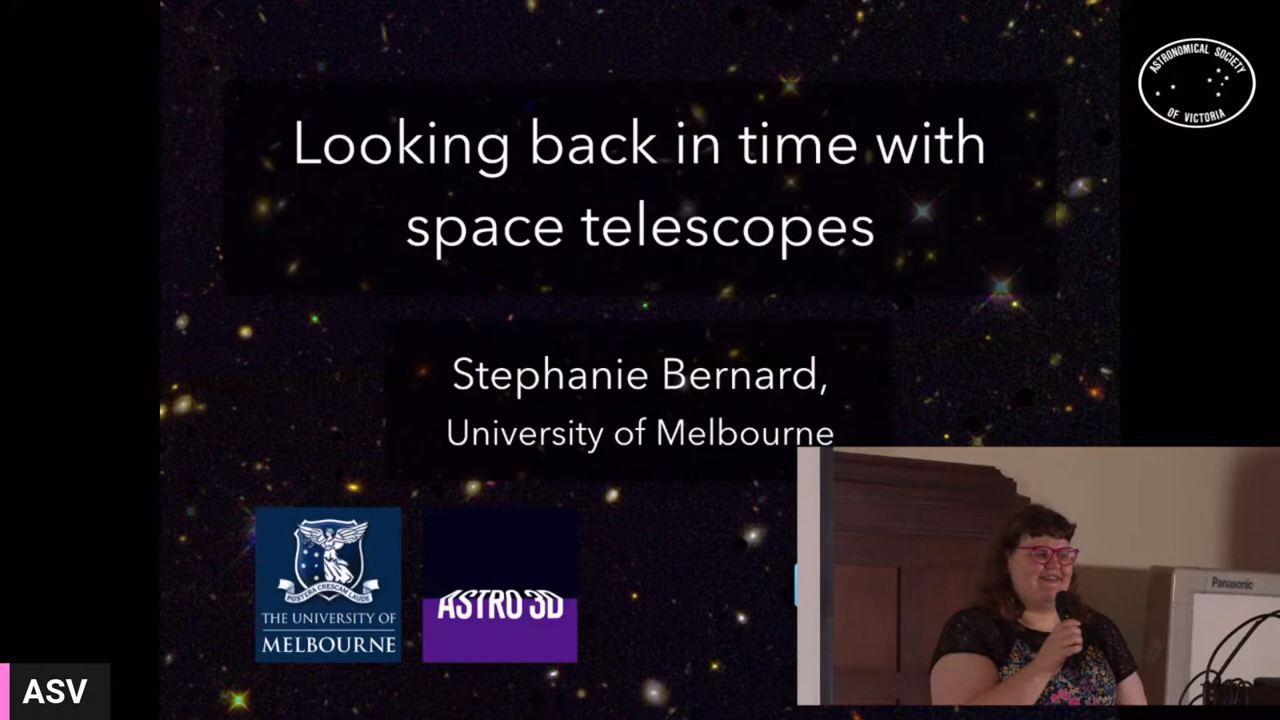 Looking back in time with
space telescopes
ASTRONOMICAL SOCIETY
OF VICTORIA
Stephanie Bernard,
University of Melbourne
POSTERA CRESCAM LAUDE
THE UNIVERSITY OF
MELBOURNE
ASTRO 3D
Panasonic
ASV